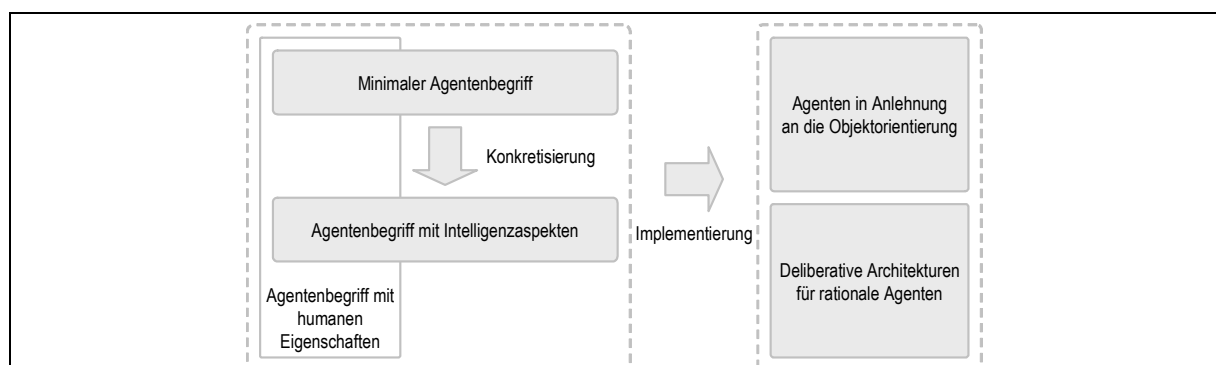 Minimaler Agentenbegriff
Konkretisierung
Agentenbegriff mit Intelligenzaspekten
Agentenbegriff mit
humanen
Eigenschaften
Implementierung
Agenten in Anlehnung
an die Objektorientierung
Deliberative Architekturen
für rationale Agenten